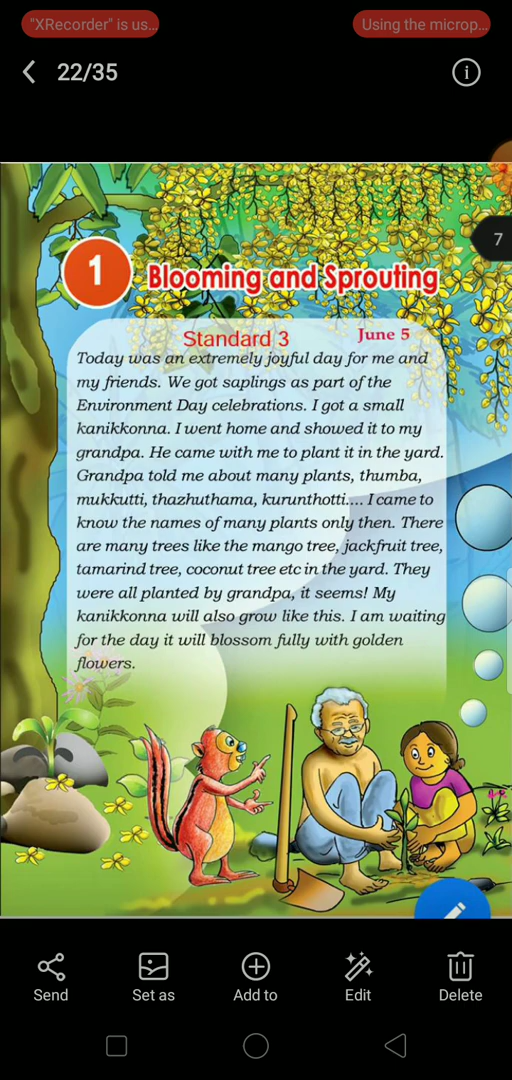 "XRecorder" is us...
Using the microp...
22/35
7
1
Blooming and Sprouting
Standard 3
June 5
Today was an extremely joyful day for me and
my friends. We got saplings as part of the
Environment Day celebrations. I got a small
kanikkonna. I went home and showed it to my
grandpa. He came with me to plant it in the yard.
Grandpa told me about many plants, thumba,
mukkutti, thazhuthama, kurunthotti.... I came to
know the names of many plants only then. There
are many trees like the mango tree, jackfruit tree,
tamarind tree, coconut tree etc in the yard. They
were all planted by grandpa, it seems! My
kanikkonna will also grow like this. I am waiting
for the day it will blossom fully with golden
flowers.
Send
Set as
Add to
Edit
Delete